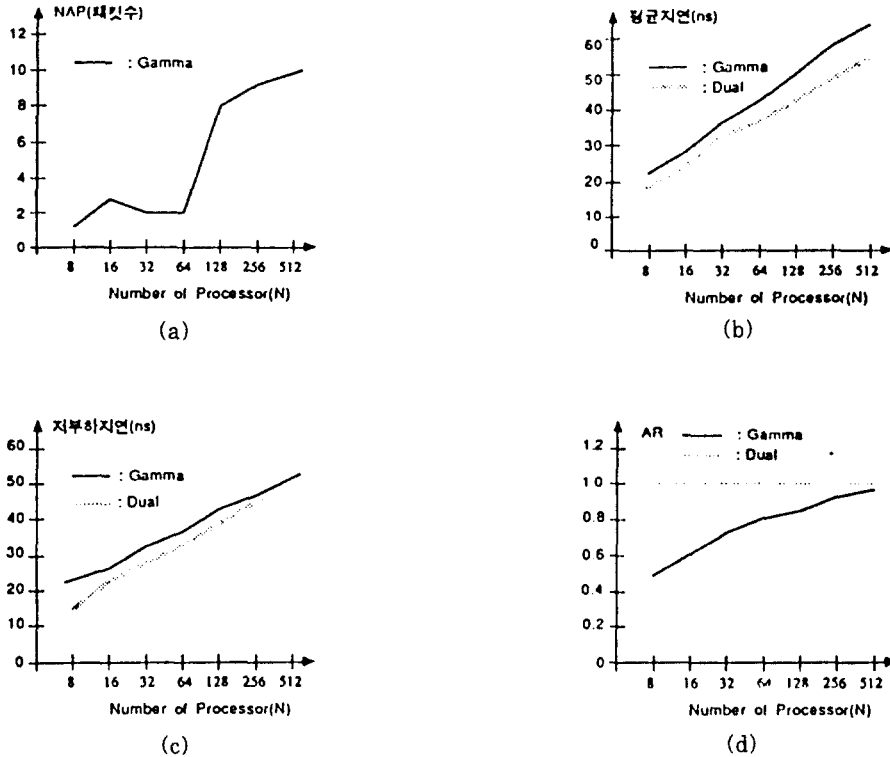 NAP(패킷수)
12
10
8
6
4
2
0
: Gamma
8 16 32 64 128 256 512
Number of Processor(N)
(a)
평균지연(ns)
60
50
40
30
20
10
0
: Gamma
: Dual
8 16 32 64 128 256 512
Number of Processor(N)
(b)
지부하지연(ns)
60
50
40
30
20
10
0
: Gamma
: Dual
8 16 32 64 128 256 512
Number of Processor(N)
(c)
AR
1.2
1.0
0.8
0.6
0.4
0.2
0
: Gamma
: Dual
8 16 32 64 128 256 512
Number of Processor(N)
(d)